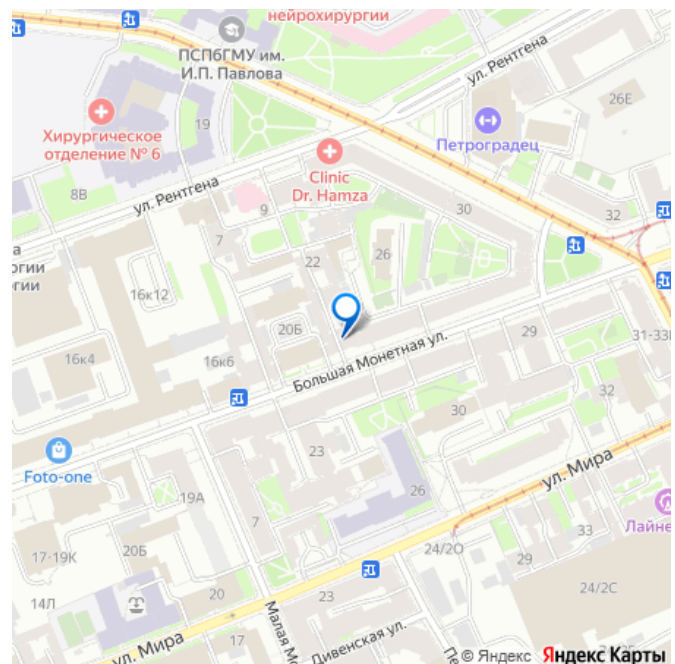 нейрохирургии
ПСПбГМУ им.
И.П. Павлова
ул. Рентгена
26Е
Петроградец
19
Хирургическое
отделение № 6
Clinic
Dr. Hamza
8В
ул. Рентгена
9
30
32
7
26
22
огии
гии
16к12
20Б
29
31-33
16к4
16к6
Большая Монетная ул.
32
30
23
Foto-one
ул. Мира
19А
26
7
Лайне
33
17-19К
20Б
24/2О
29
24/2С
14Л
20
23
17
ул. Мира
Малая Мо
Дивенская ул.
© Яндекс Яндекс Карты